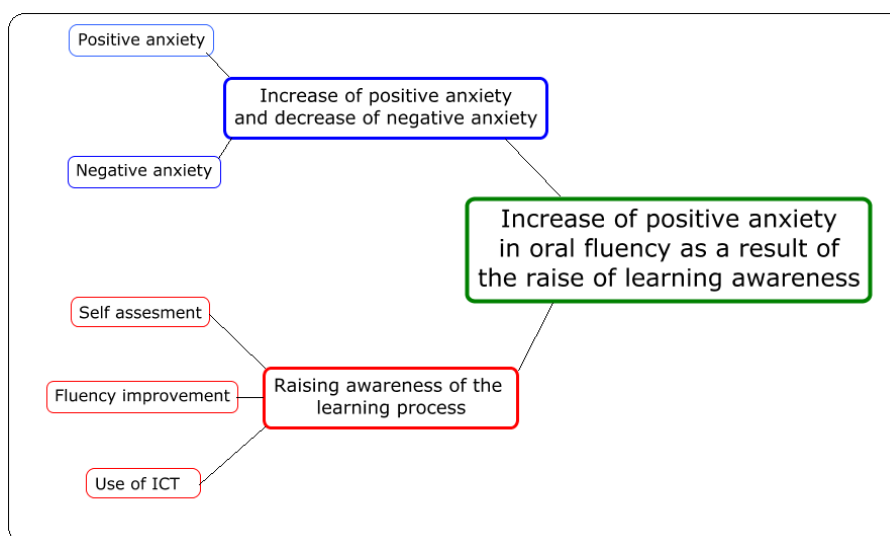 Positive anxiety
Increase of positive anxiety
and decrease of negative anxiety
Negative anxiety
Increase of positive anxiety
in oral fluency as a result of
the raise of learning awareness
Self assesment
Fluency improvement
Raising awareness of the
learning process
Use of ICT